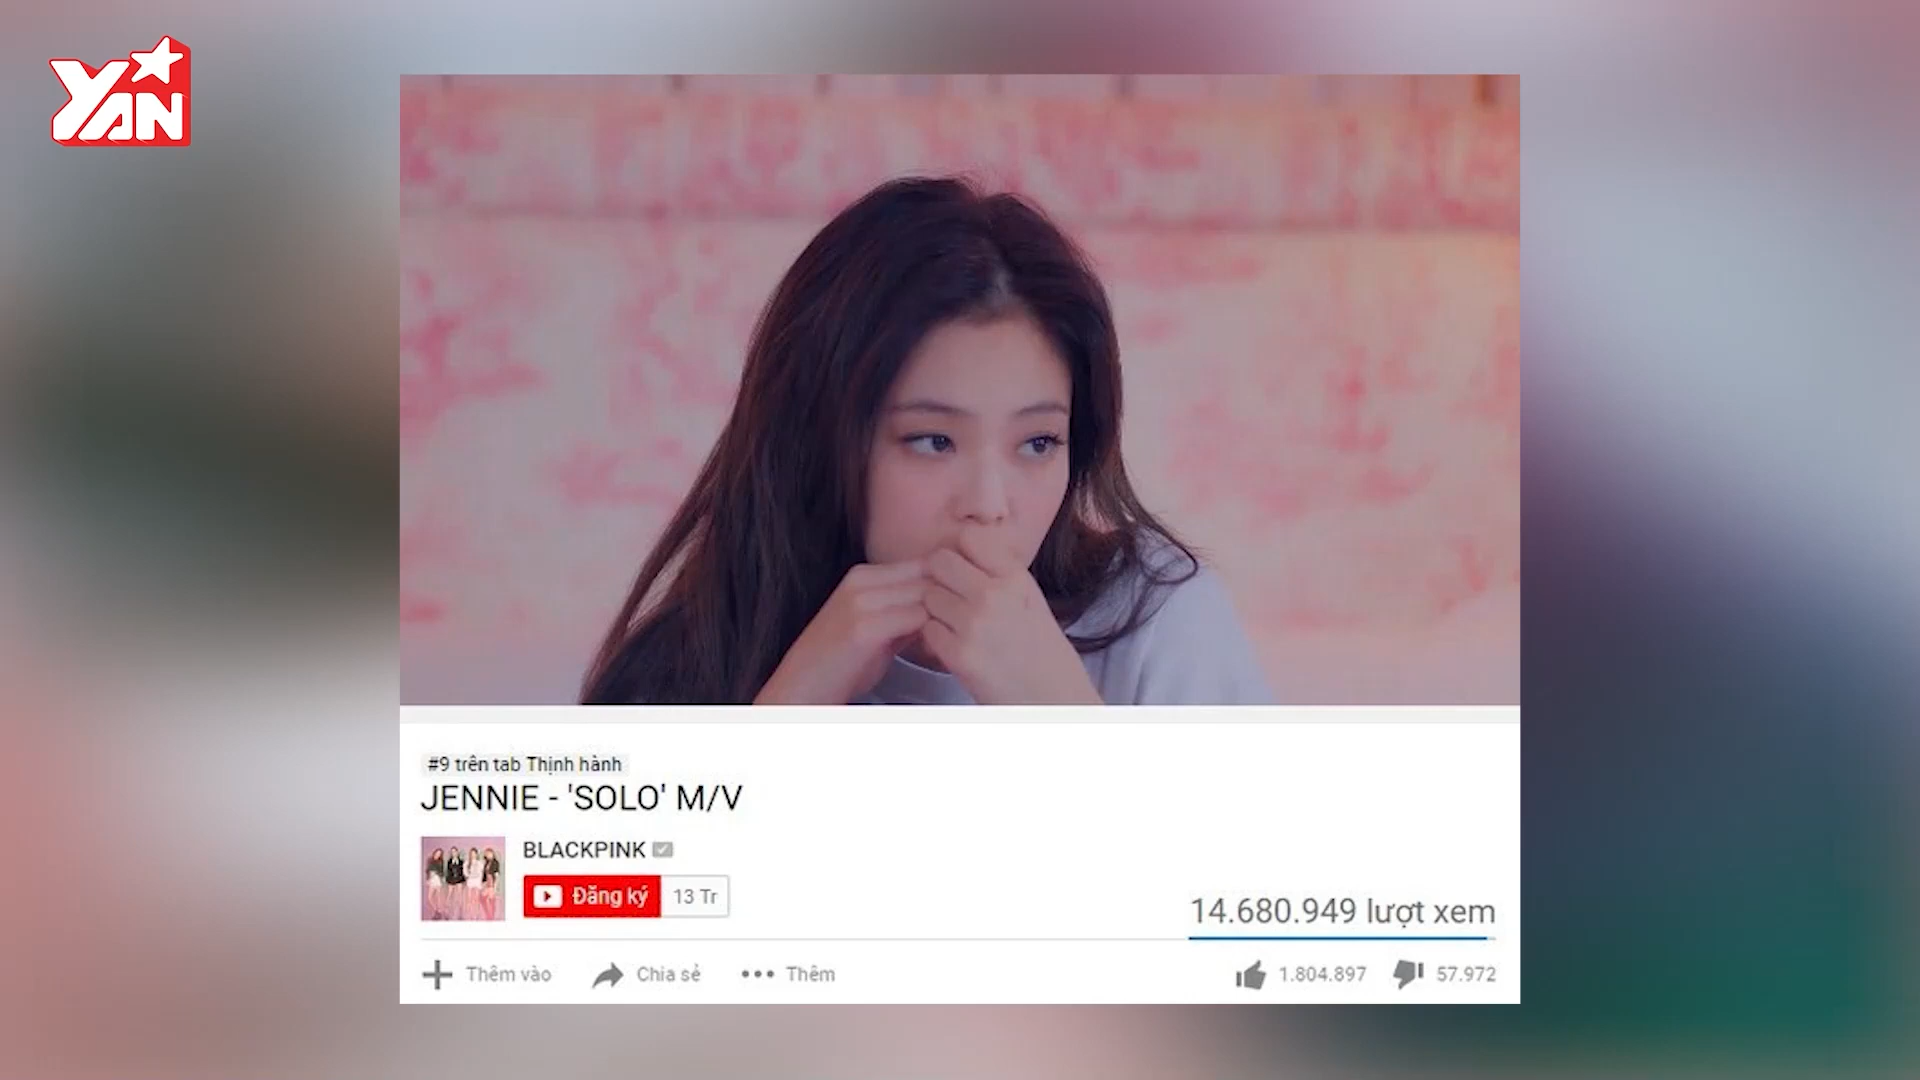 YAN
#9 trên tab Thịnh hành
JENNIE - 'SOLO' M/V
BLACKPINK
Đăng ký 13 Tr
14.680.949 lượt xem
Thêm vào Chia sẻ Thêm 1.804.897 57.972